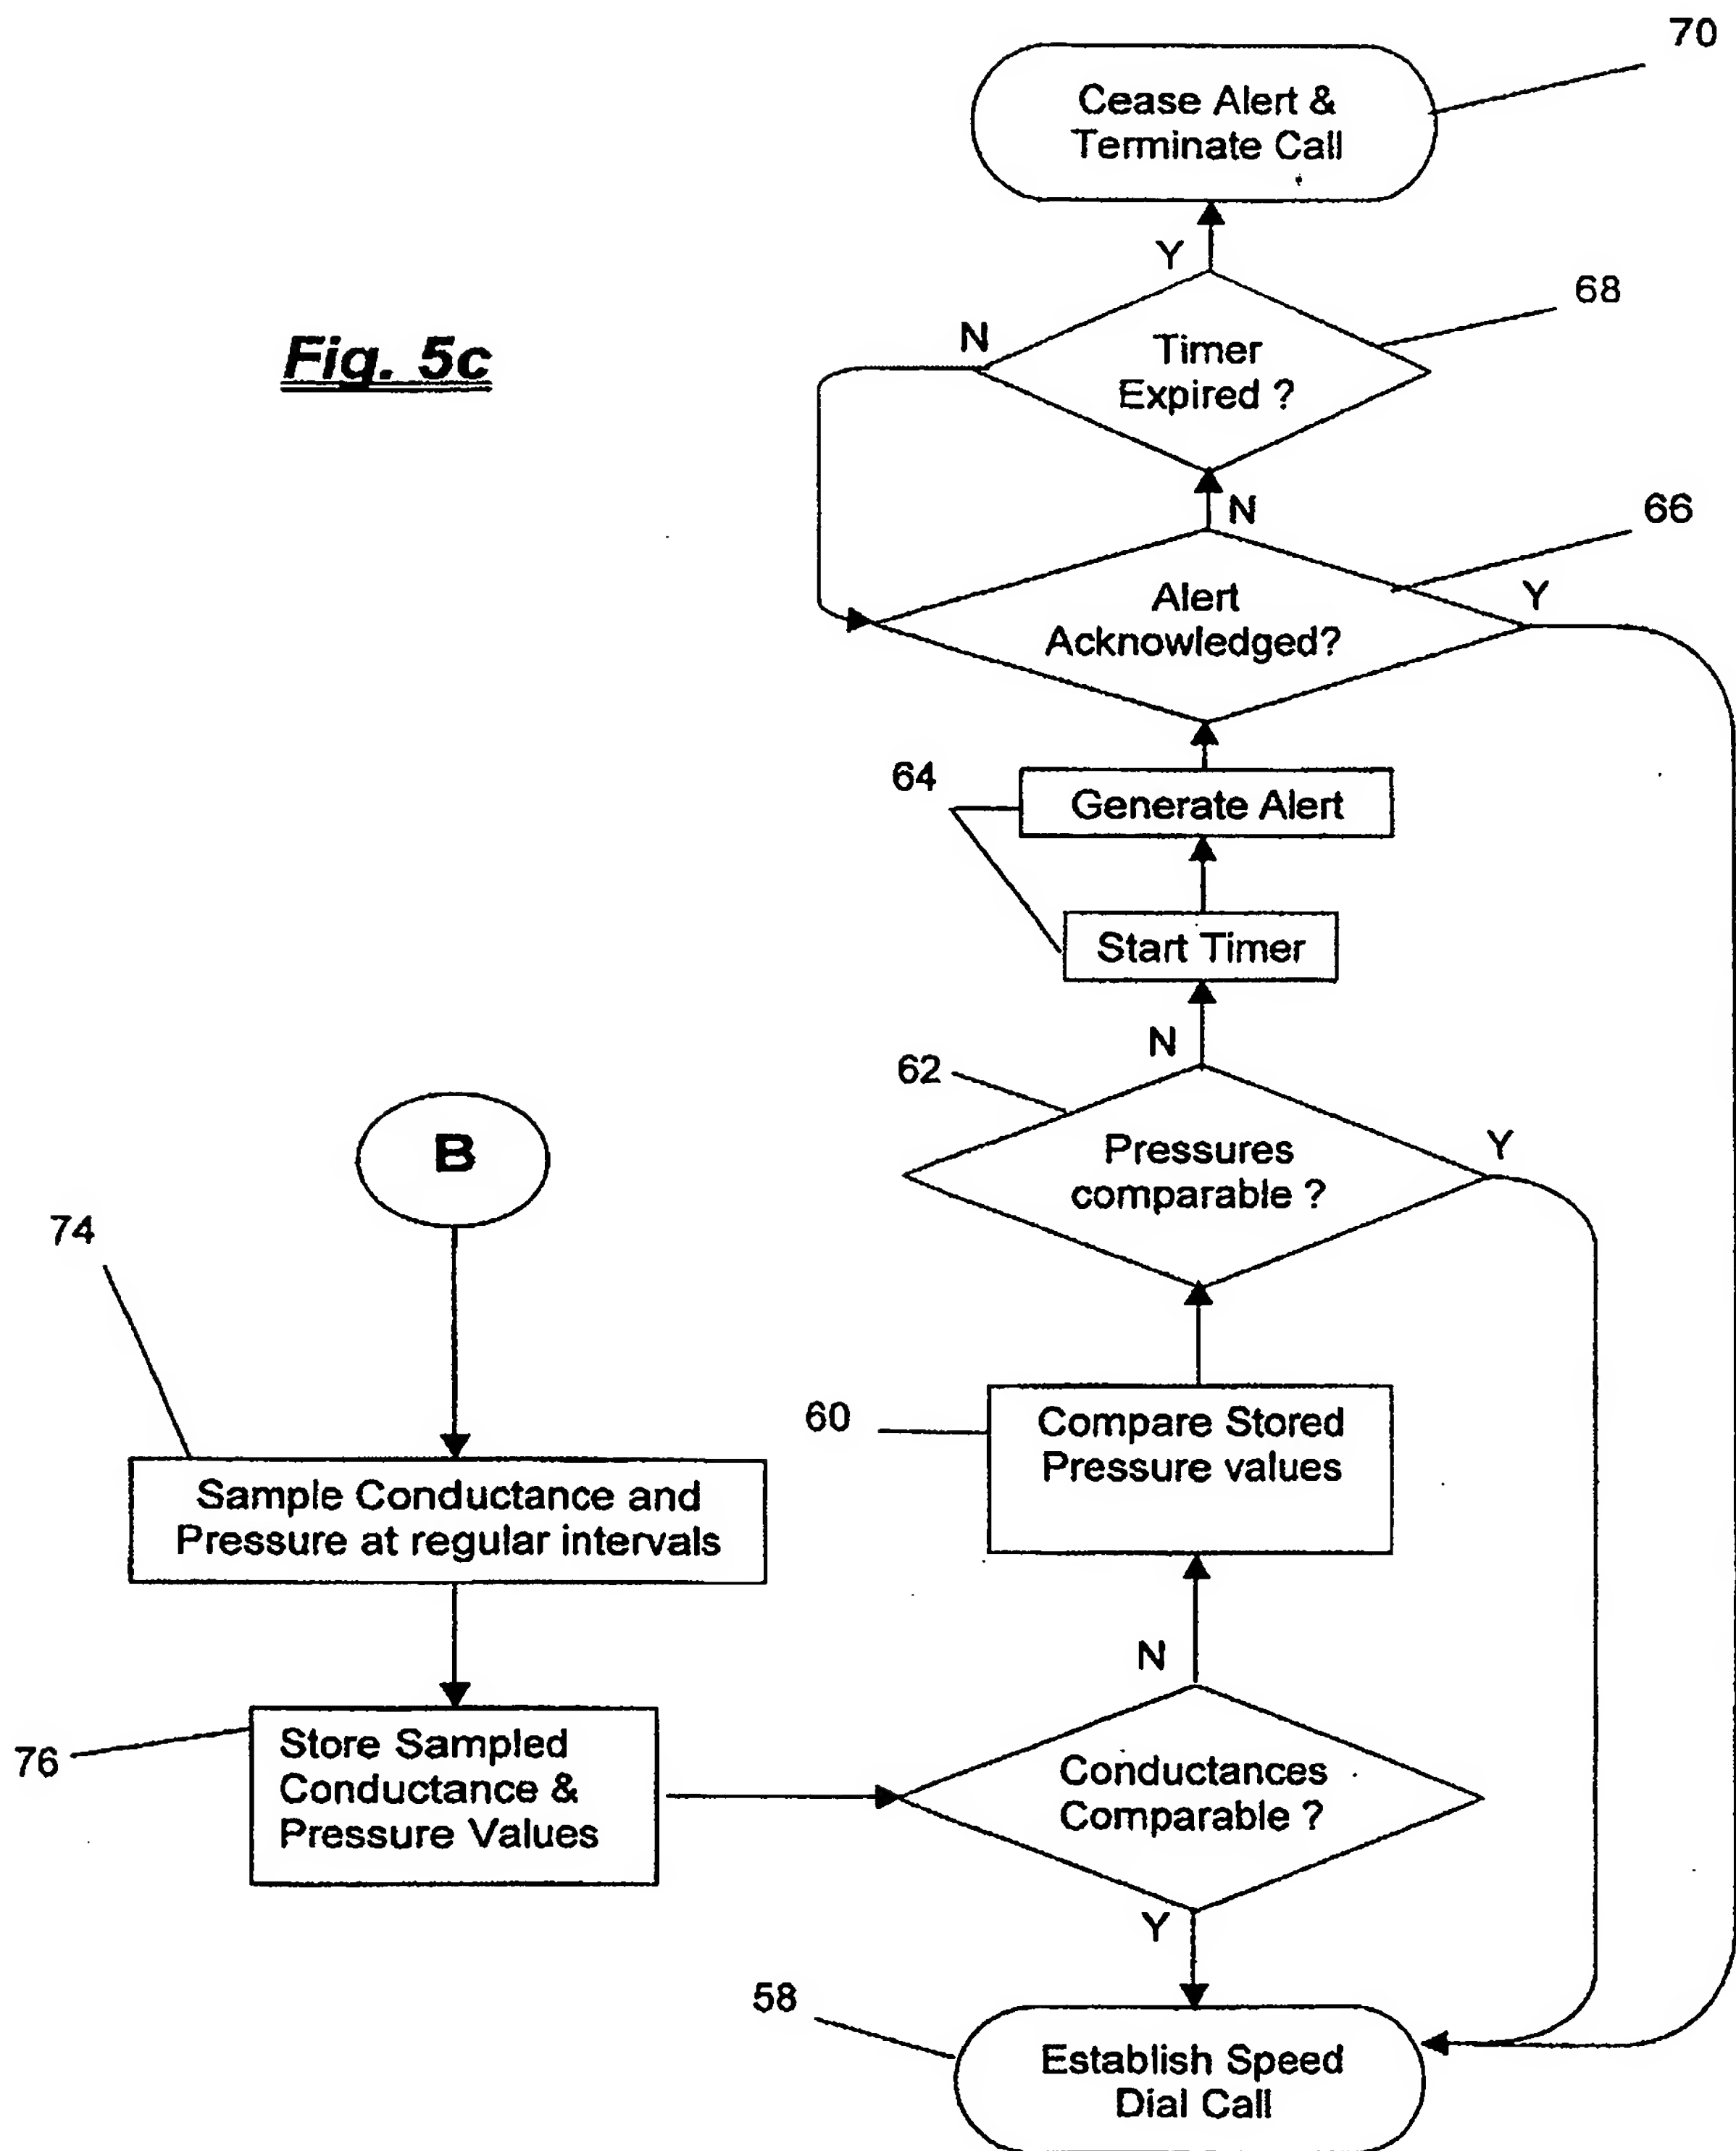 70
Cease Alert &
Terminate Call
Y
68
Fig. 5c
N
Timer
Expired ?
N
66
Alert
Acknowledged?
Y
64
Generate Alert
Start Timer
N
62
Pressures
comparable ?
Y
B
74
60
Compare Stored
Pressure values
Sample Conductance and
Pressure at regular intervals
N
76
Store Sampled
Conductance &
Pressure Values
Conductances
Comparable ?
Y
58
Establish Speed
Dial Call